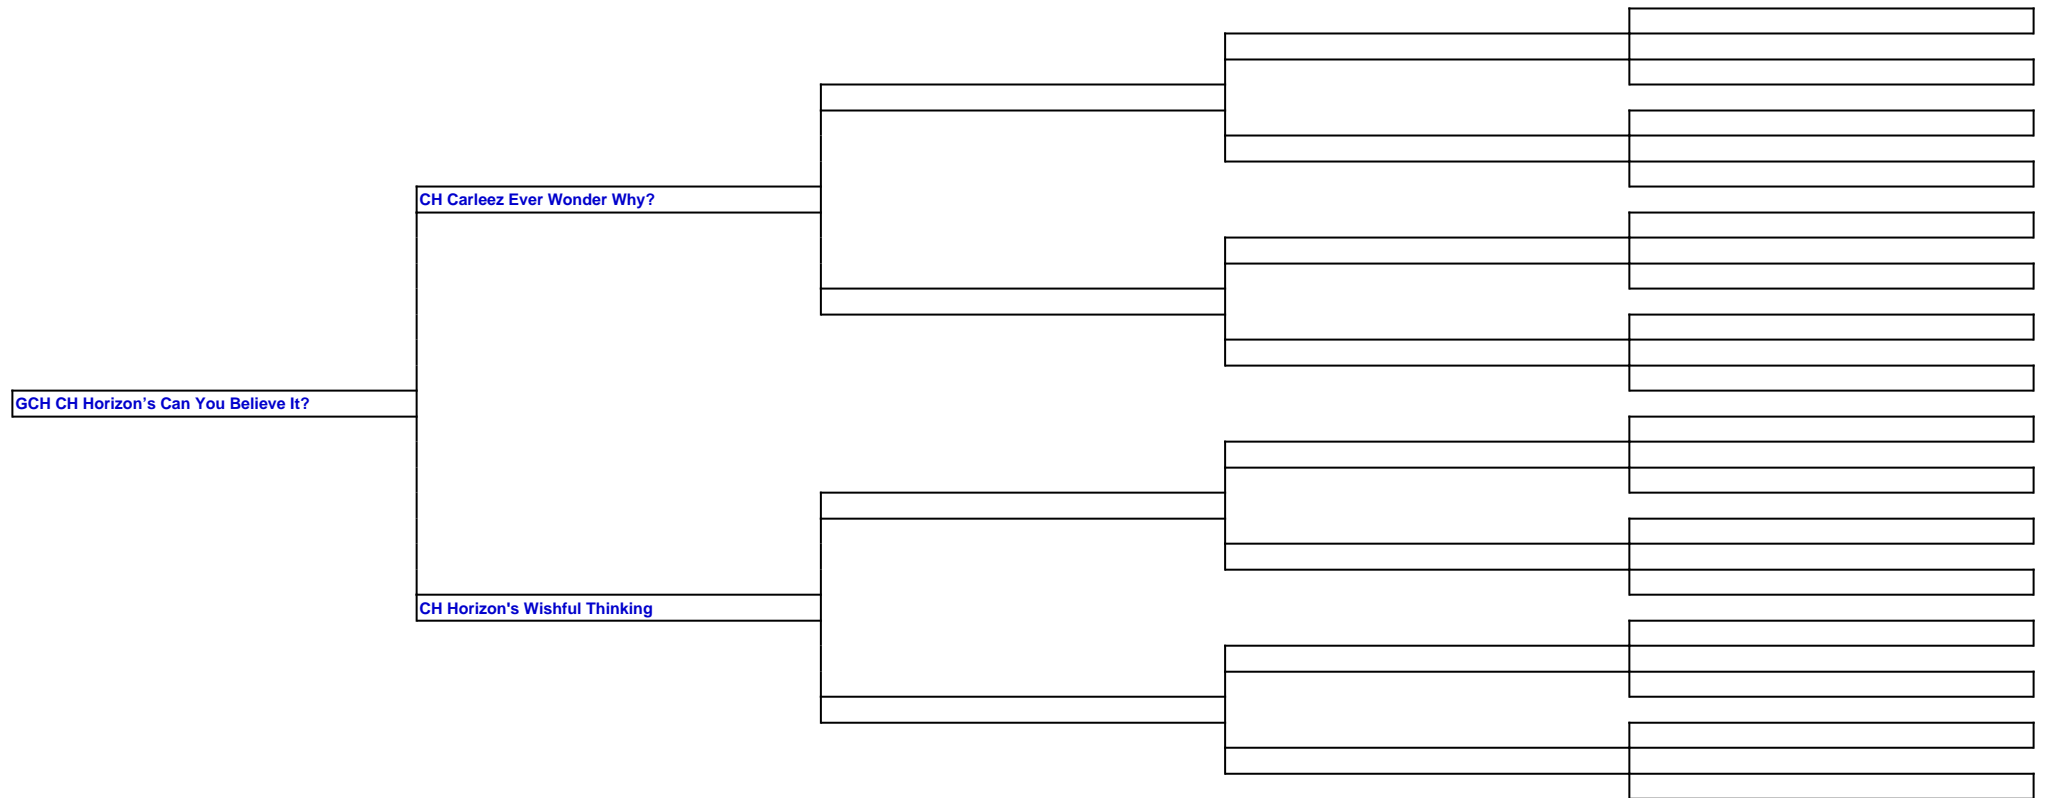 CH Carleez Ever Wonder Why?
GCH CH Horizon’s Can You Believe It?
CH Horizon's Wishful Thinking